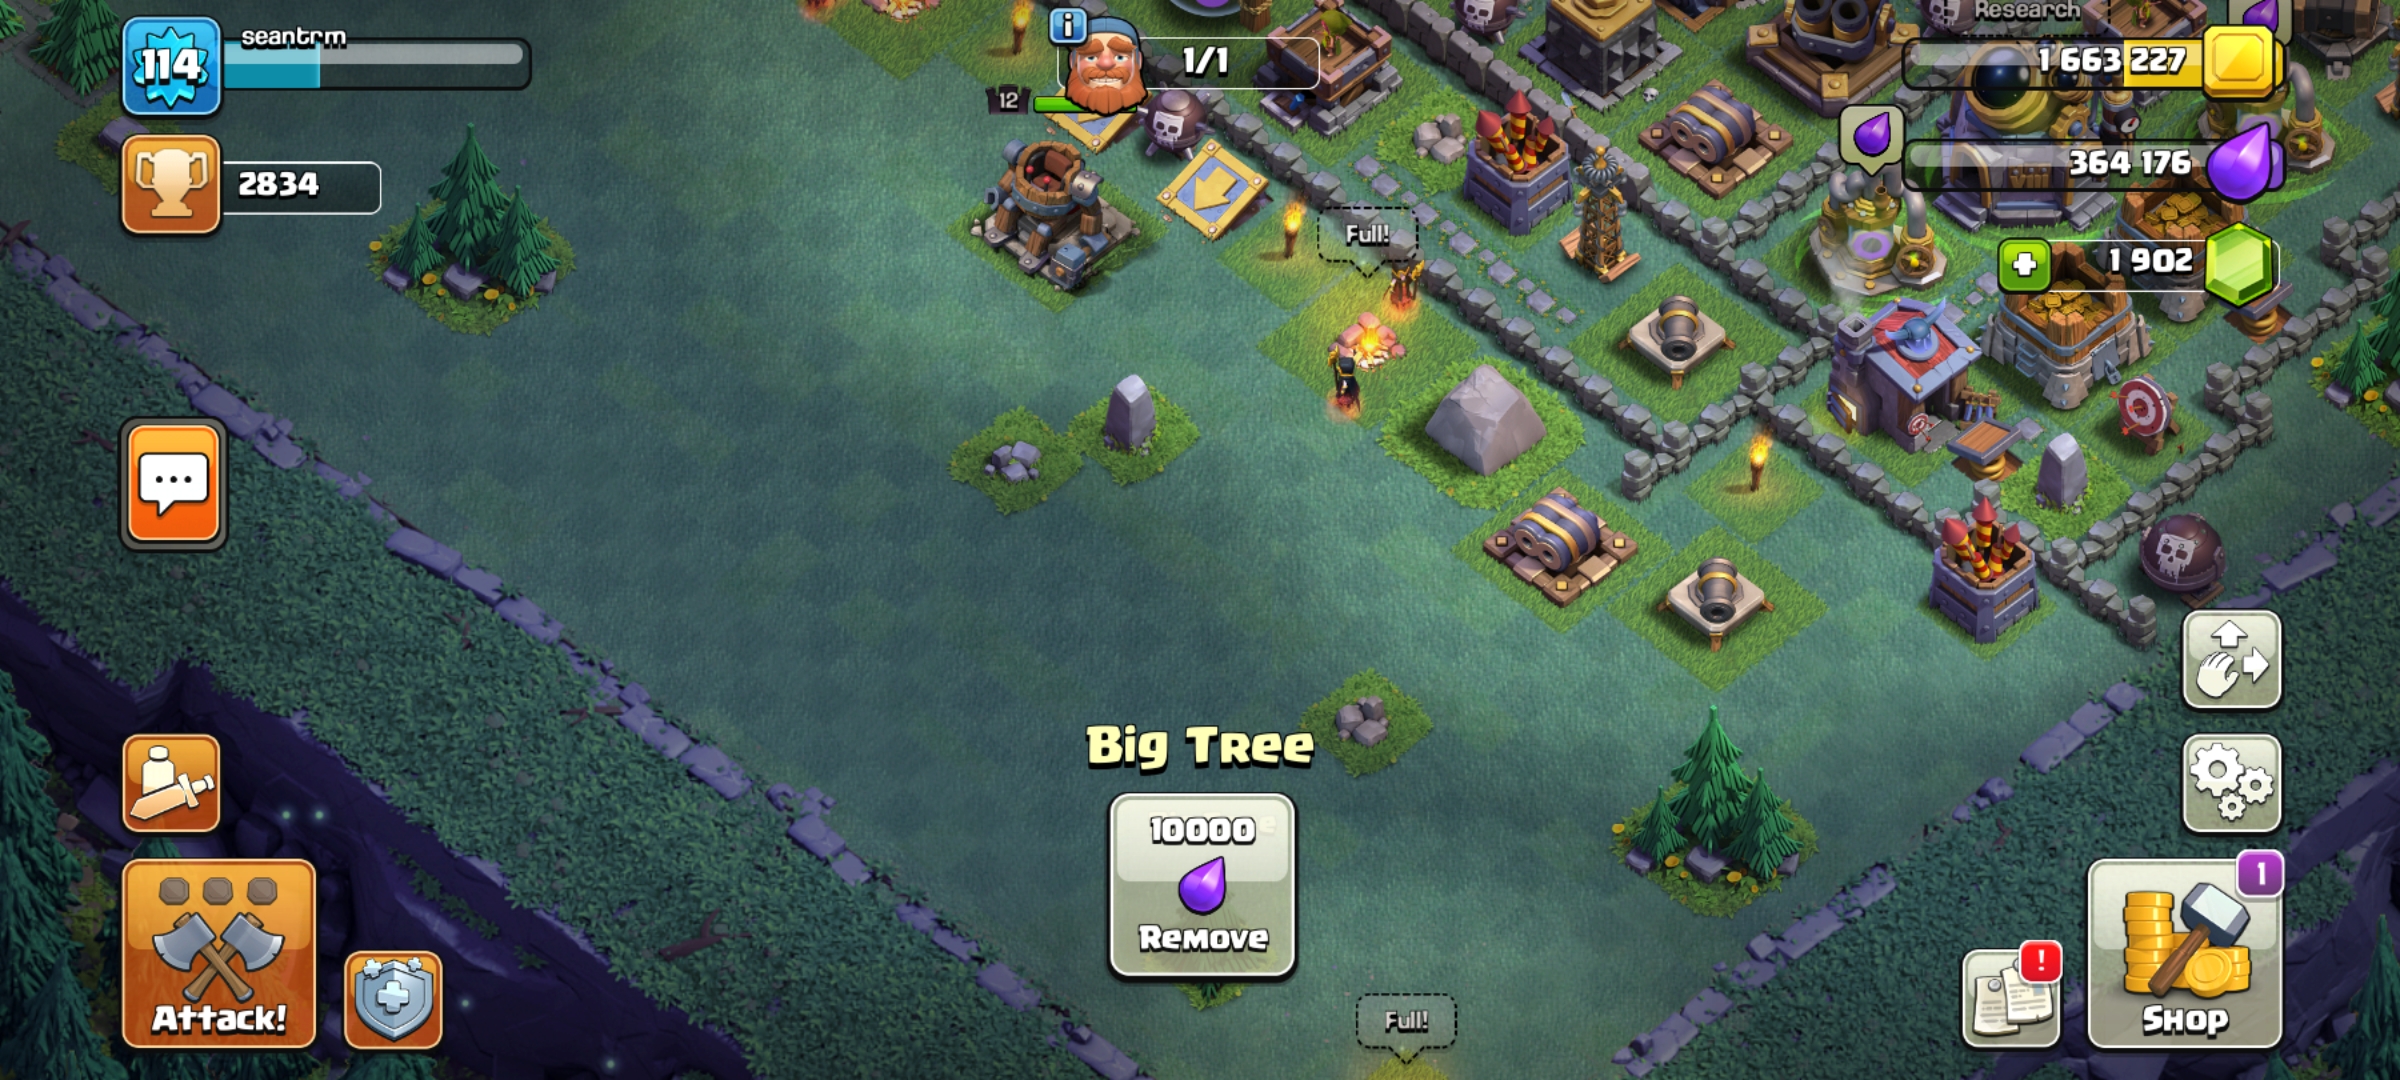 114
seantrm
2834
1/1
12
Research
1 663 227
364 176
1 902
Full!
VIII
Big Tree
10000
Remove
Full!
Attack!
1
!
Shop